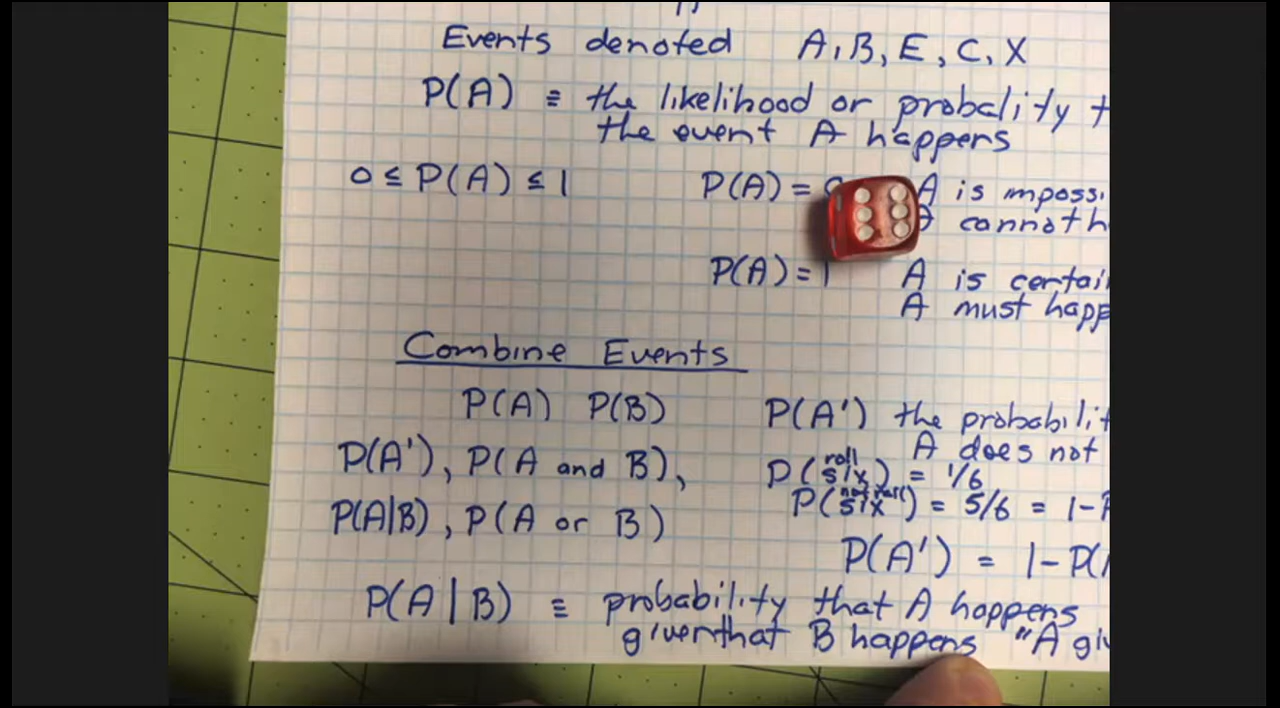 Events denoted A, B, E, C, X
P(A) ≡ the likelihood or probality
the event A happens
0 ≤ P(A) ≤ 1
P(A) = A is
cannot
P(A) = 1 A is
A must
Combine Events
P(A) P(B)
P(A'), P(A and B),
P(A|B), P(A or B)
P(A') the
A does not
P(roll six) = 1/6
P(not roll six) = 5/6 = 1-
P(A') = 1-
P(A|B) ≡ probability that A happens
given that B happens "A